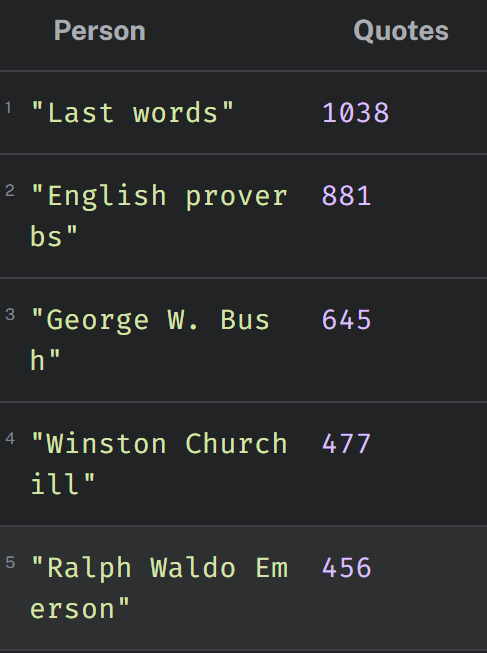 Person Quotes
1 "Last words" 1038
2 "English prover 881
bs"
3 "George W. Bus 645
h"
4 "Winston Church 477
ill"
5 "Ralph Waldo Em 456
erson"